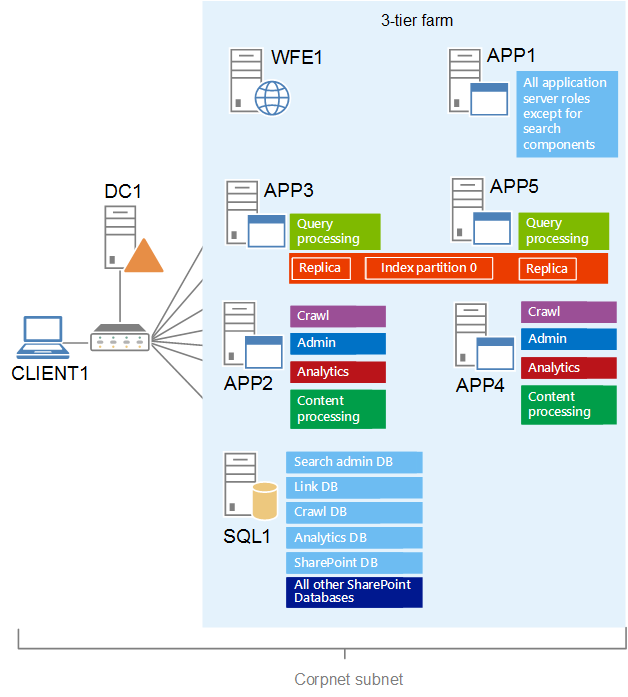 3-tier farm
WFE1
APP1
All application
server roles
except for
search
components
DC1
APP3
Query
processing
APP5
Query
processing
Replica
Index partition 0
Replica
CLIENT1
APP2
Crawl
Admin
Analytics
Content
processing
APP4
Crawl
Admin
Analytics
Content
processing
SQL1
Search admin DB
Link DB
Crawl DB
Analytics DB
SharePoint DB
All other SharePoint
Databases
Corpnet subnet